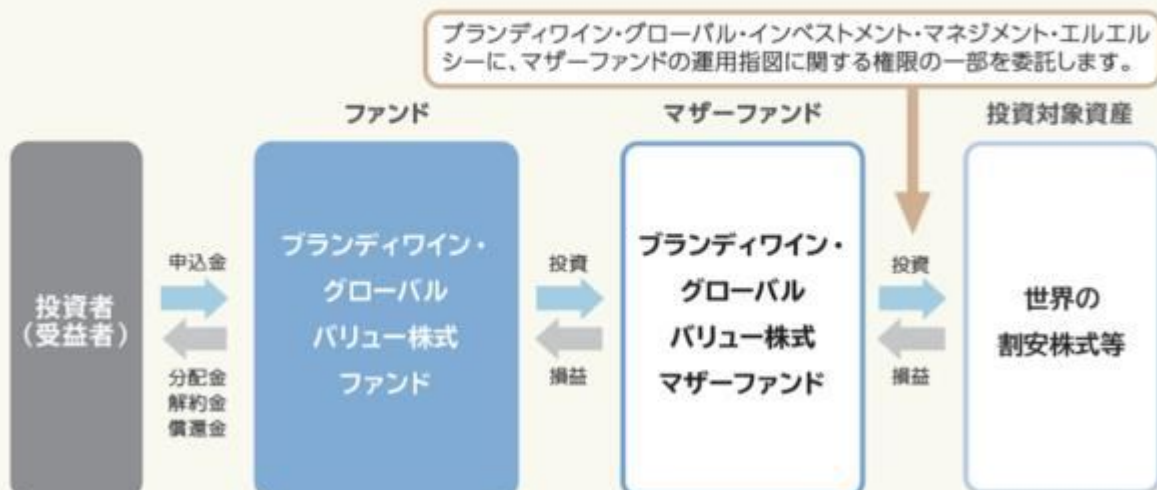 ブランディワイン・グローバル・インベストメント・マネジメント・エルエル
シーに、マザーファンドの運用指図に関する権限の一部を委託します。
ファンド
マザーファンド
投資対象資産
投資者
（受益者）
申込金
分配金
解約金
償還金
ブランディワイン・
グローバル
バリュー株式
ファンド
投資
損益
ブランディワイン・
グローバル
バリュー株式
マザーファンド
投資
損益
世界の
割安株式等